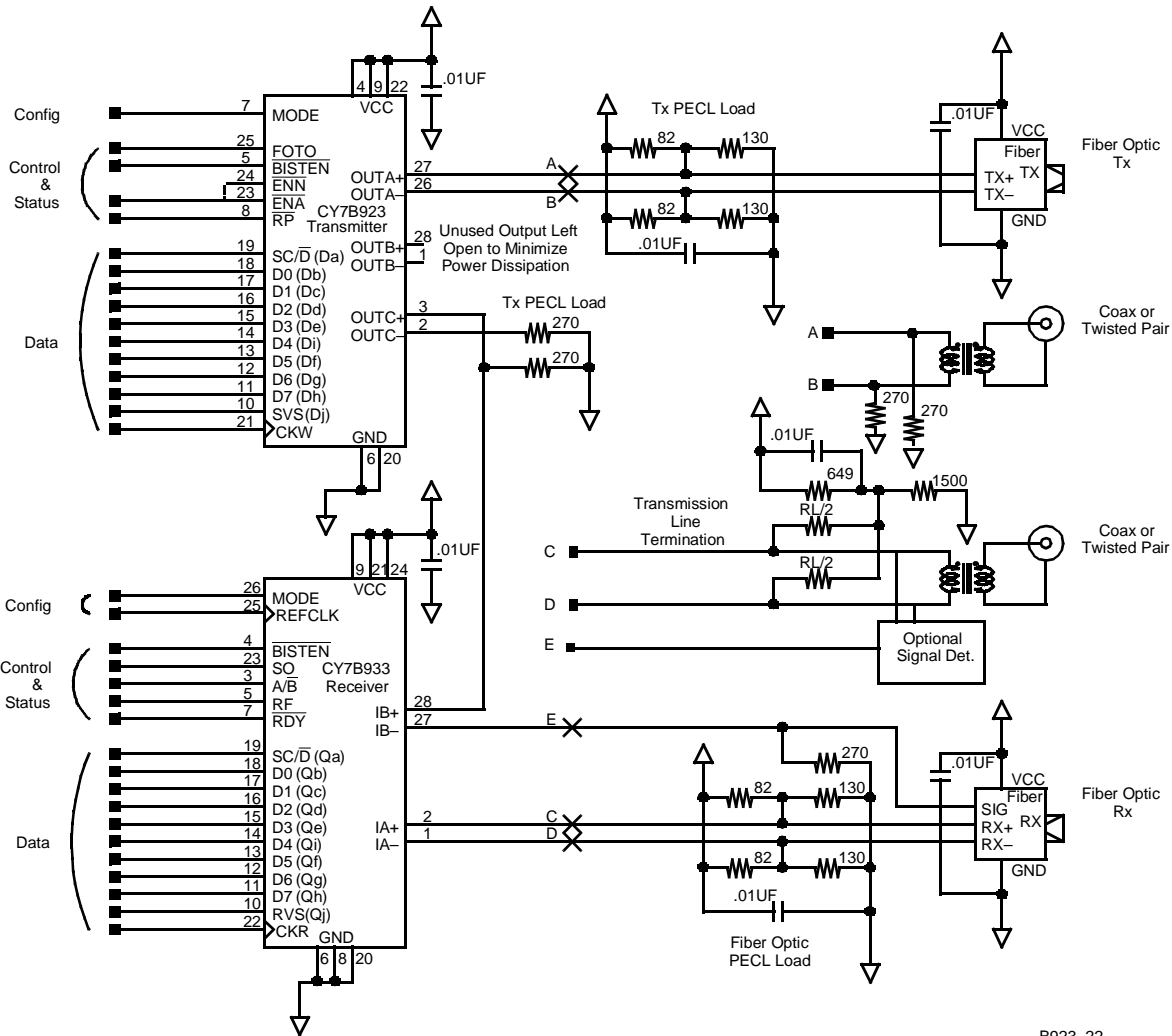 .01UF
4 9 22
VCC
Config
7
MODE
Control
&
Status
25
FOTO
5
BISTEN
24
ENN
23
ENA
8
RP
CY7B923
Transmitter
OUTA+ 27
OUTA– 26
OUTB+ 28
OUTB– 1
OUTC+ 3
OUTC– 2
Unused Output Left
Open to Minimize
Power Dissipation
Data
19 SC/D (Da)
18 D0 (Db)
17 D1 (Dc)
16 D2 (Dd)
15 D3 (De)
14 D4 (Di)
13 D5 (Df)
12 D6 (Dg)
11 D7 (Dh)
10 SVS(Dj)
21 CKW
GND
6 20
Tx PECL Load
270
270
A
B
Tx PECL Load
82 130
82 130
.01UF
.01UF
VCC
Fiber
TX+ TX
TX–
GND
Fiber Optic
Tx
A
B
270
270
Coax or
Twisted Pair
.01UF
649
1500
RL/2
RL/2
Transmission
Line
Termination
C
D
E
Optional
Signal Det.
Coax or
Twisted Pair
.01UF
9 21 24
VCC
Config
26 MODE
25 REFCLK
Control
&
Status
4 BISTEN
23 SO
3 A/B
5 RF
7 RDY
CY7B933
Receiver
IB+ 28
IB– 27
IA+ 2
IA– 1
Data
19 SC/D (Qa)
18 D0 (Qb)
17 D1 (Qc)
16 D2 (Qd)
15 D3 (Qe)
14 D4 (Qi)
13 D5 (Qf)
12 D6 (Qg)
11 D7 (Qh)
10 RVS(Qj)
22 CKR
GND
6 8 20
E
C
D
270
82 130
82 130
.01UF
Fiber Optic
PECL Load
.01UF
VCC
Fiber
SIG
RX+ RX
RX–
GND
Fiber Optic
Rx
B923–22